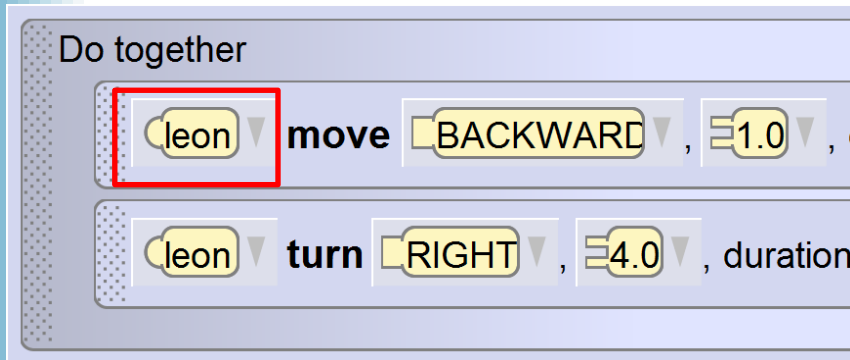 Do together
leon move BACKWARD , 1.0 ,
leon turn RIGHT , 4.0 , duration